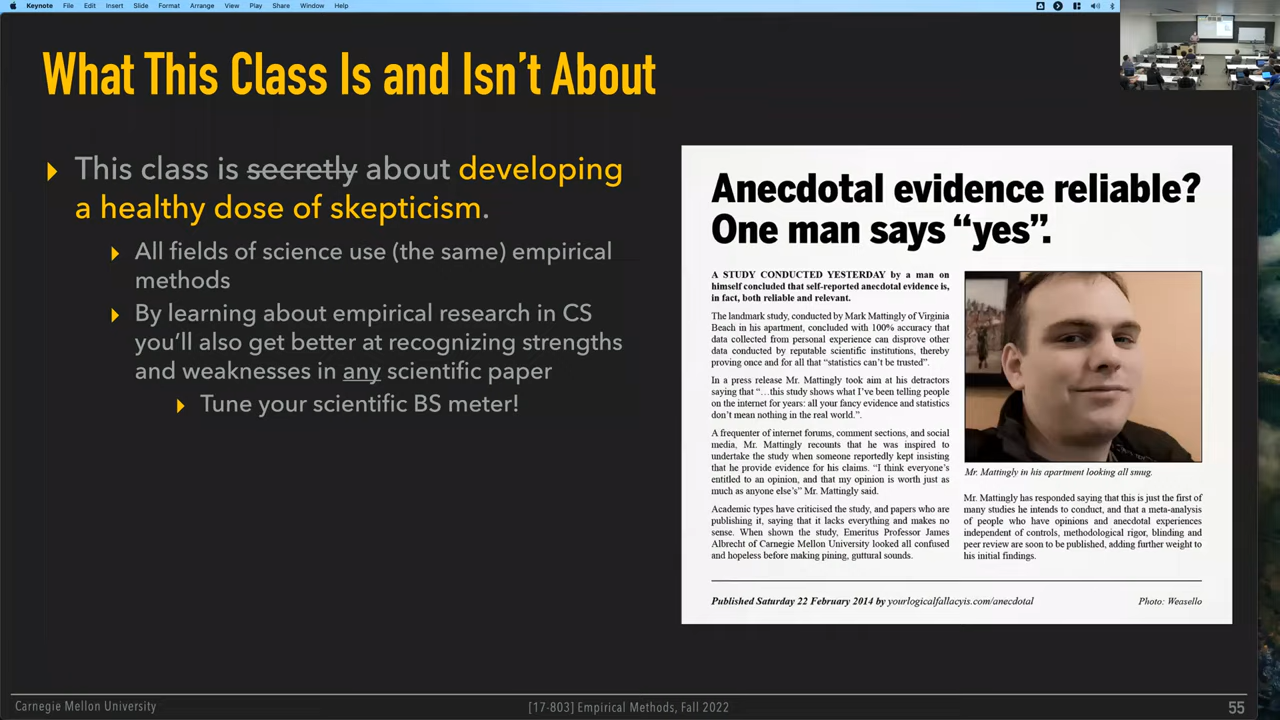 Keynote File Edit Insert Slide Format Arrange View Play Share Window Help
What This Class Is and Isn't About
This class is secretly about developing
a healthy dose of skepticism.
All fields of science use (the same) empirical
methods
By learning about empirical research in CS
you'll also get better at recognizing strengths
and weaknesses in any scientific paper
Tune your scientific BS meter!
Anecdotal evidence reliable?
One man says “yes”.
A STUDY CONDUCTED YESTERDAY by a man on
himself concluded that self-reported anecdotal evidence is,
in fact, both reliable and relevant.
The landmark study, conducted by Mark Mattingly of Virginia
Beach in his apartment, concluded with 100% accuracy that
data collected from personal experience can disprove other
data conducted by reputable scientific institutions, thereby
proving once and for all that “statistics can't be trusted”.
In a press release Mr. Mattingly took aim at his detractors
saying that “…this study shows what I've been telling people
on the internet for years: all your fancy evidence and statistics
don't mean nothing in the real world.”.
A frequenter of internet forums, comment sections, and social
media, Mr. Mattingly recounts that he was inspired to
undertake the study when someone reportedly kept insisting
that he provide evidence for his claims. “I think everyone's
entitled to an opinion, and that my opinion is worth just as
much as anyone else's” Mr. Mattingly said.
Academic types have criticised the study, and papers who are
publishing it, saying that it lacks everything and makes no
sense. When shown the study, Emeritus Professor James
Albrecht of Carnegie Mellon University looked all confused
and hopeless before making pining, guttural sounds.
Mr. Mattingly in his apartment looking all smug.
Mr. Mattingly has responded saying that this is just the first of
many studies he intends to conduct, and that a meta-analysis
of people who have opinions and anecdotal experiences
independent of controls, methodological rigor, blinding and
peer review are soon to be published, adding further weight to
his initial findings.
Published Saturday 22 February 2014 by yourlogicalfallacyis.com/anecdotal
Photo: Weasello
Carnegie Mellon University
[17-803] Empirical Methods, Fall 2022
55